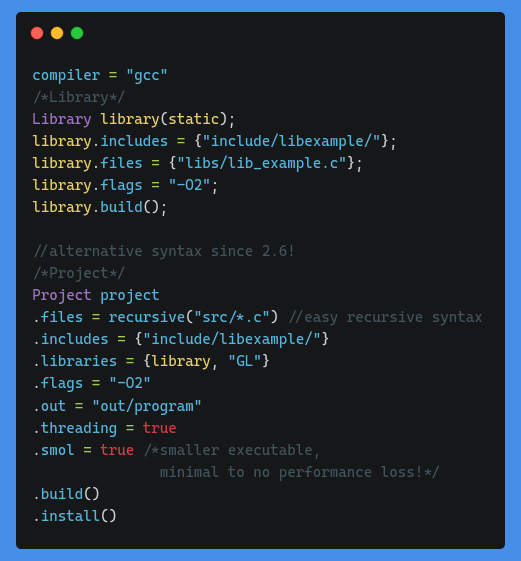 compiler = "gcc"
/*Library*/
Library library(static);
library.includes = {"include/libexample/"};
library.files = {"libs/lib_example.c"};
library.flags = "-O2";
library.build();

//alternative syntax since 2.6!
/*Project*/
Project project
.files = recursive("src/*.c") //easy recursive syntax
.includes = {"include/libexample/"}
.libraries = {library, "GL"}
.flags = "-O2"
.out = "out/program"
.threading = true
.smol = true /*smaller executable,
               minimal to no performance loss!*/
.build()
.install()